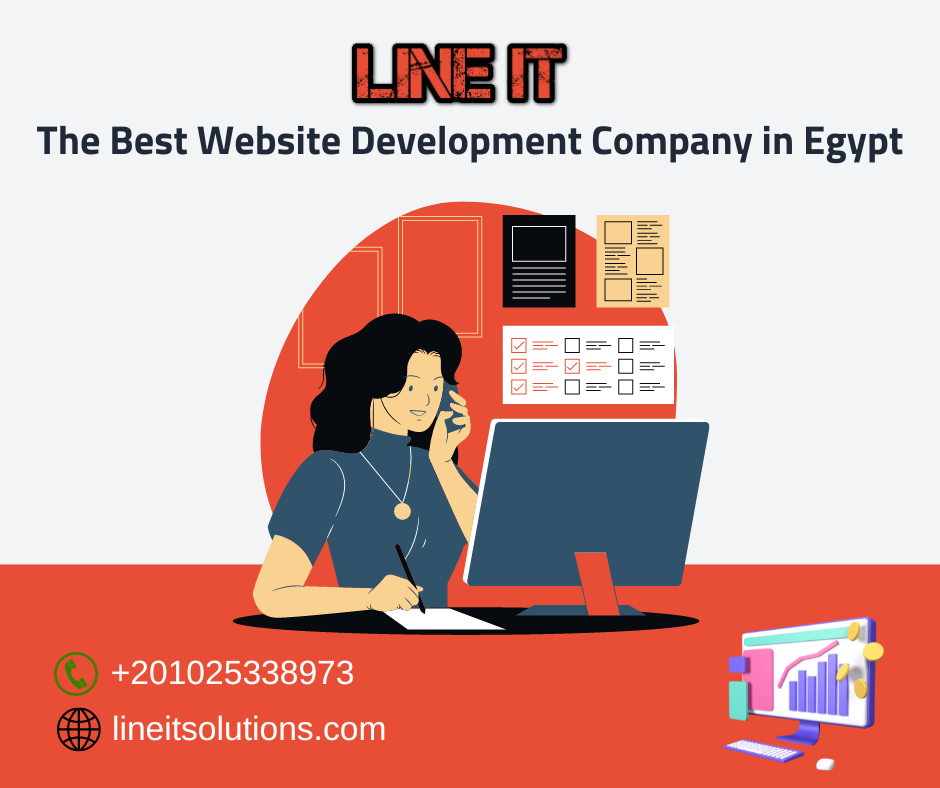 LINE IT
The Best Website Development Company in Egypt
+201025338973
lineitsolutions.com